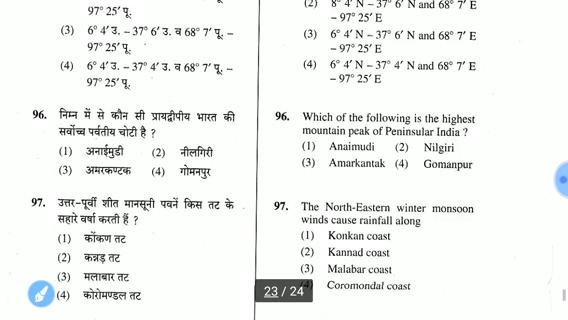 97° 25′ पू.
(3) 6° 4′ उ. – 37° 6′ उ. व 68° 7′ पू. –
97° 25′ पू.
(4) 6° 4′ उ. – 37° 4′ उ. व 68° 7′ पू. –
97° 25′ पू.
96. निम्न में से कौन सी प्रायद्वीपीय भारत की
सर्वोच्च पर्वतीय चोटी है ?
(1) अनाईमुडी (2) नीलगिरी
(3) अमरकण्टक (4) गोमनपुर
97. उत्तर-पूर्वी शीत मानसूनी पवनें किस तट के
सहारे वर्षा करती हैं ?
(1) कोंकण तट
(2) कन्नड़ तट
(3) मलाबार तट
(4) कोरोमण्डल तट
(2) 8° 4′ N – 37° 6′ N and 68° 7′ E
– 97° 25′ E
(3) 6° 4′ N – 37° 6′ N and 68° 7′ E
– 97° 25′ E
(4) 6° 4′ N – 37° 4′ N and 68° 7′ E
– 97° 25′ E
96. Which of the following is the highest
mountain peak of Peninsular India ?
(1) Anaimudi (2) Nilgiri
(3) Amarkantak (4) Gomanpur
97. The North-Eastern winter monsoon
winds cause rainfall along
(1) Konkan coast
(2) Kannad coast
(3) Malabar coast
(4) Coromondal coast
23 / 24